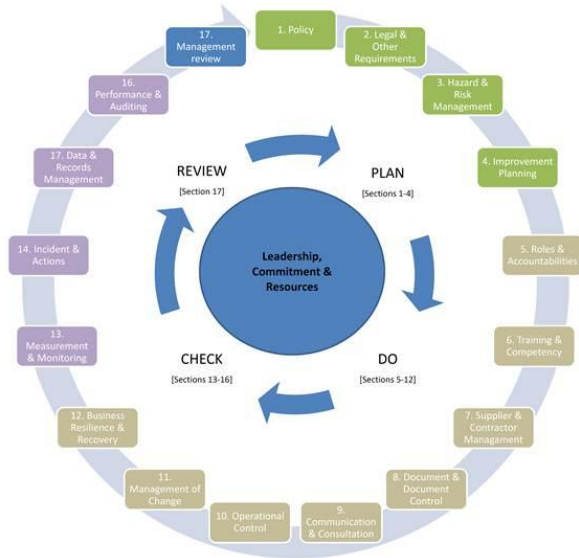 1. Policy
2. Legal &
Other
Requirements
3. Hazard &
Risk
Management
4. Improvement
Planning
5. Roles &
Accountabilities
6. Training &
Competency
7. Supplier &
Contractor
Managament
8. Document &
Document
Control
9.
Communication
& Consultation
10. Operational
Control
11.
Management of
Change
12. Business
Resilience &
Recovery
13.
Measurement
& Monitoring
14. Incident &
Actions
17. Data &
Records
Management
16.
Performance &
Auditing
17.
Management
review
REVIEW
[Section 17]
PLAN
[Sections 1-4]
Leadership,
Commitment &
Resources
CHECK
[Sections 13-16]
DO
[Sections 5-12]